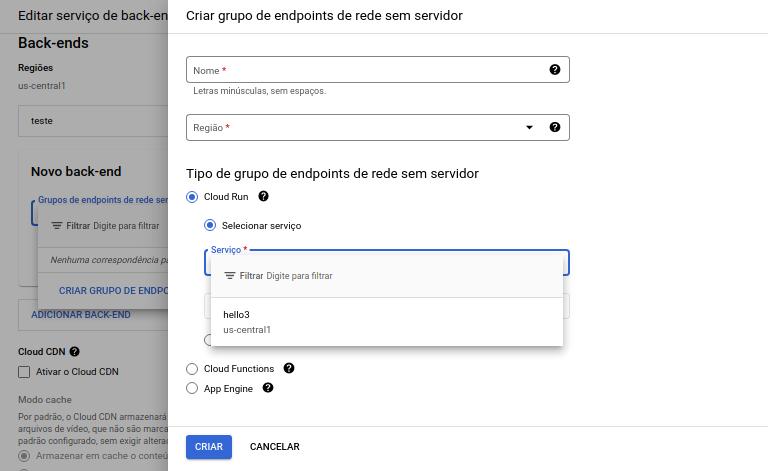 Editar serviço de back-en
Back-ends
Regiões
us-central1
teste
Novo back-end
Grupos de endpoints de rede ser
Filtrar Digite para filtrar
Nenhuma correspondência pa
CRIAR GRUPO DE ENDPO
ADICIONAR BACK-END
Cloud CDN
Ativar o Cloud CDN
Modo cache
Por padrão, o Cloud CDN armazenará
arquivos de vídeo, que não são marca
padrão configurado, sem exigir altera
Armazenar em cache o conteú
Criar grupo de endpoints de rede sem servidor
Nome *
Letras minúsculas, sem espaços.
Região *
Tipo de grupo de endpoints de rede sem servidor
Cloud Run
Selecionar serviço
Serviço *
Filtrar Digite para filtrar
hello3
us-central1
Cloud Functions
App Engine
CRIAR CANCELAR